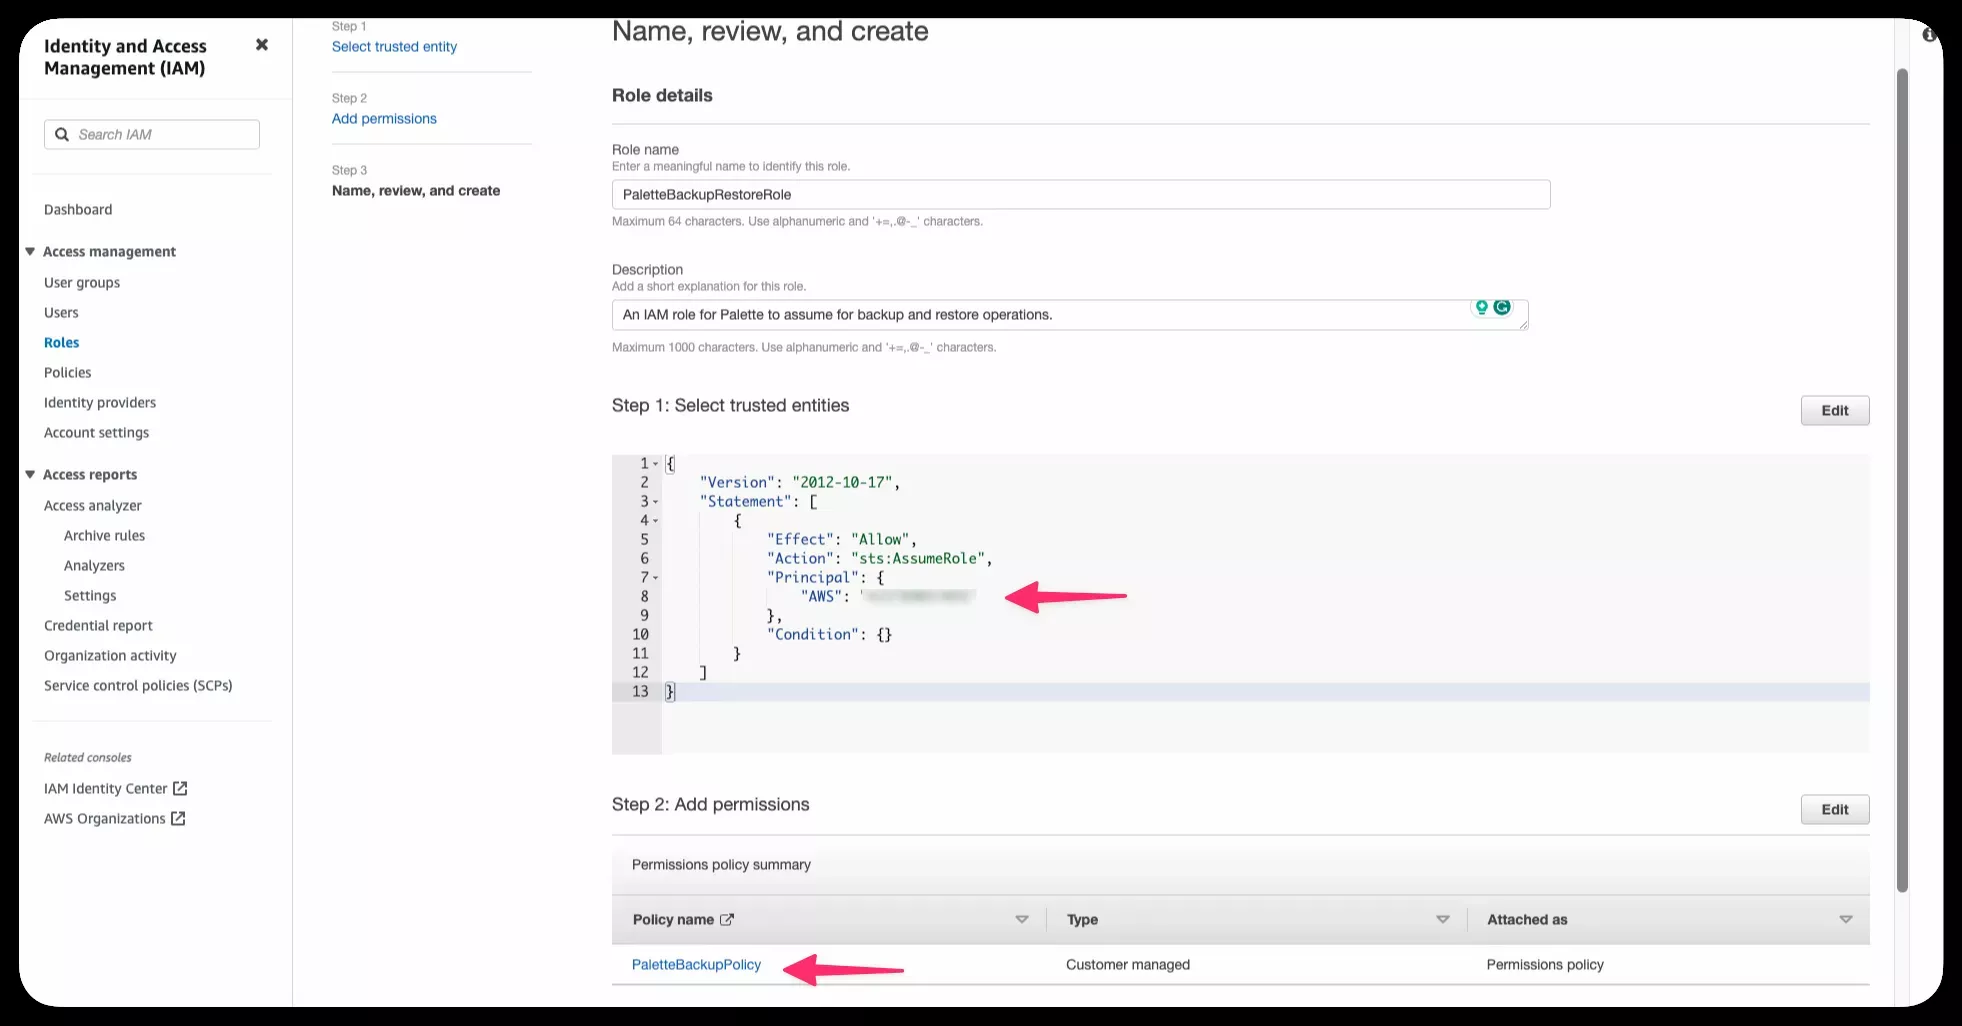 Identity and Access
Management (IAM)
Search IAM
Dashboard
Access management
User groups
Users
Roles
Policies
Identity providers
Account settings
Access reports
Access analyzer
Archive rules
Analyzers
Settings
Credential report
Organization activity
Service control policies (SCPs)
Related consoles
IAM Identity Center
AWS Organizations
Step 1
Select trusted entity
Step 2
Add permissions
Step 3
Name, review, and create
Name, review, and create
Role details
Role name
Enter a meaningful name to identify this role.
PaletteBackupRestoreRole
Maximum 64 characters. Use alphanumeric and '+=,.@-_' characters.
Description
Add a short explanation for this role.
An IAM role for Palette to assume for backup and restore operations.
Maximum 1000 characters. Use alphanumeric and '+=,.@-_' characters.
Step 1: Select trusted entities
Edit
1 {
2 "Version": "2012-10-17",
3 "Statement": [
4 {
5 "Effect": "Allow",
6 "Action": "sts:AssumeRole",
7 "Principal": {
8 "AWS":
9 },
10 "Condition": {}
11 }
12 ]
13 }
Step 2: Add permissions
Edit
Permissions policy summary
Policy name Type Attached as
PaletteBackupPolicy Customer managed Permissions policy